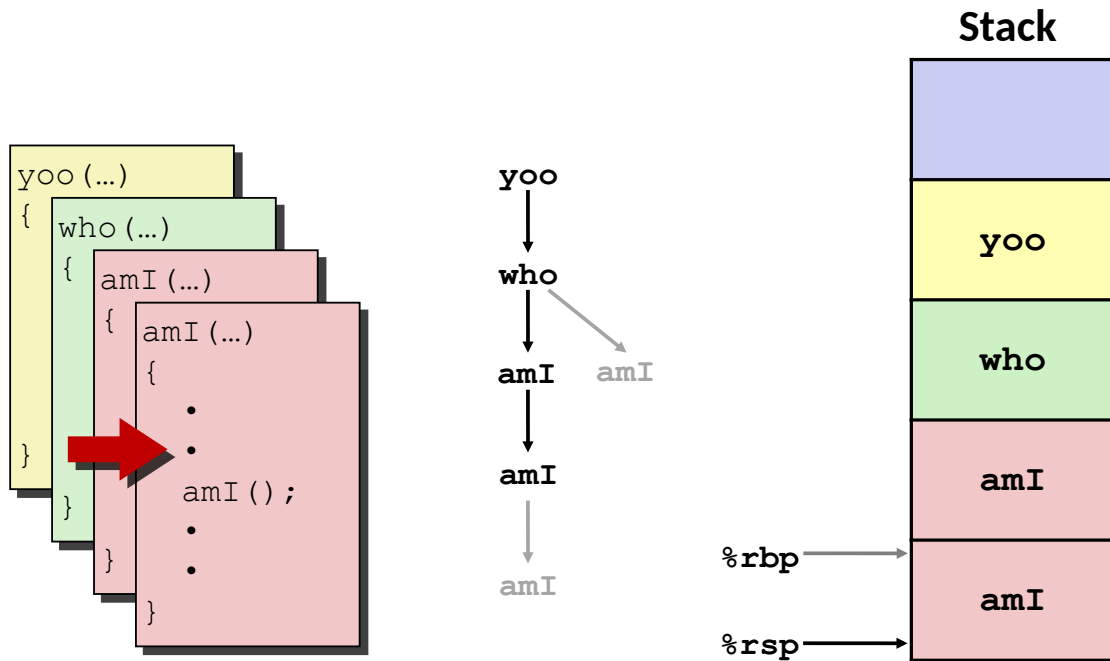 Stack
yoo(…)
{
}
who(…)
{
}
amI(…)
{
}
amI(…)
{
•
•
amI();
•
•
}
yoo
who
amI amI
amI
amI
yoo
who
amI
amI
%rbp
%rsp